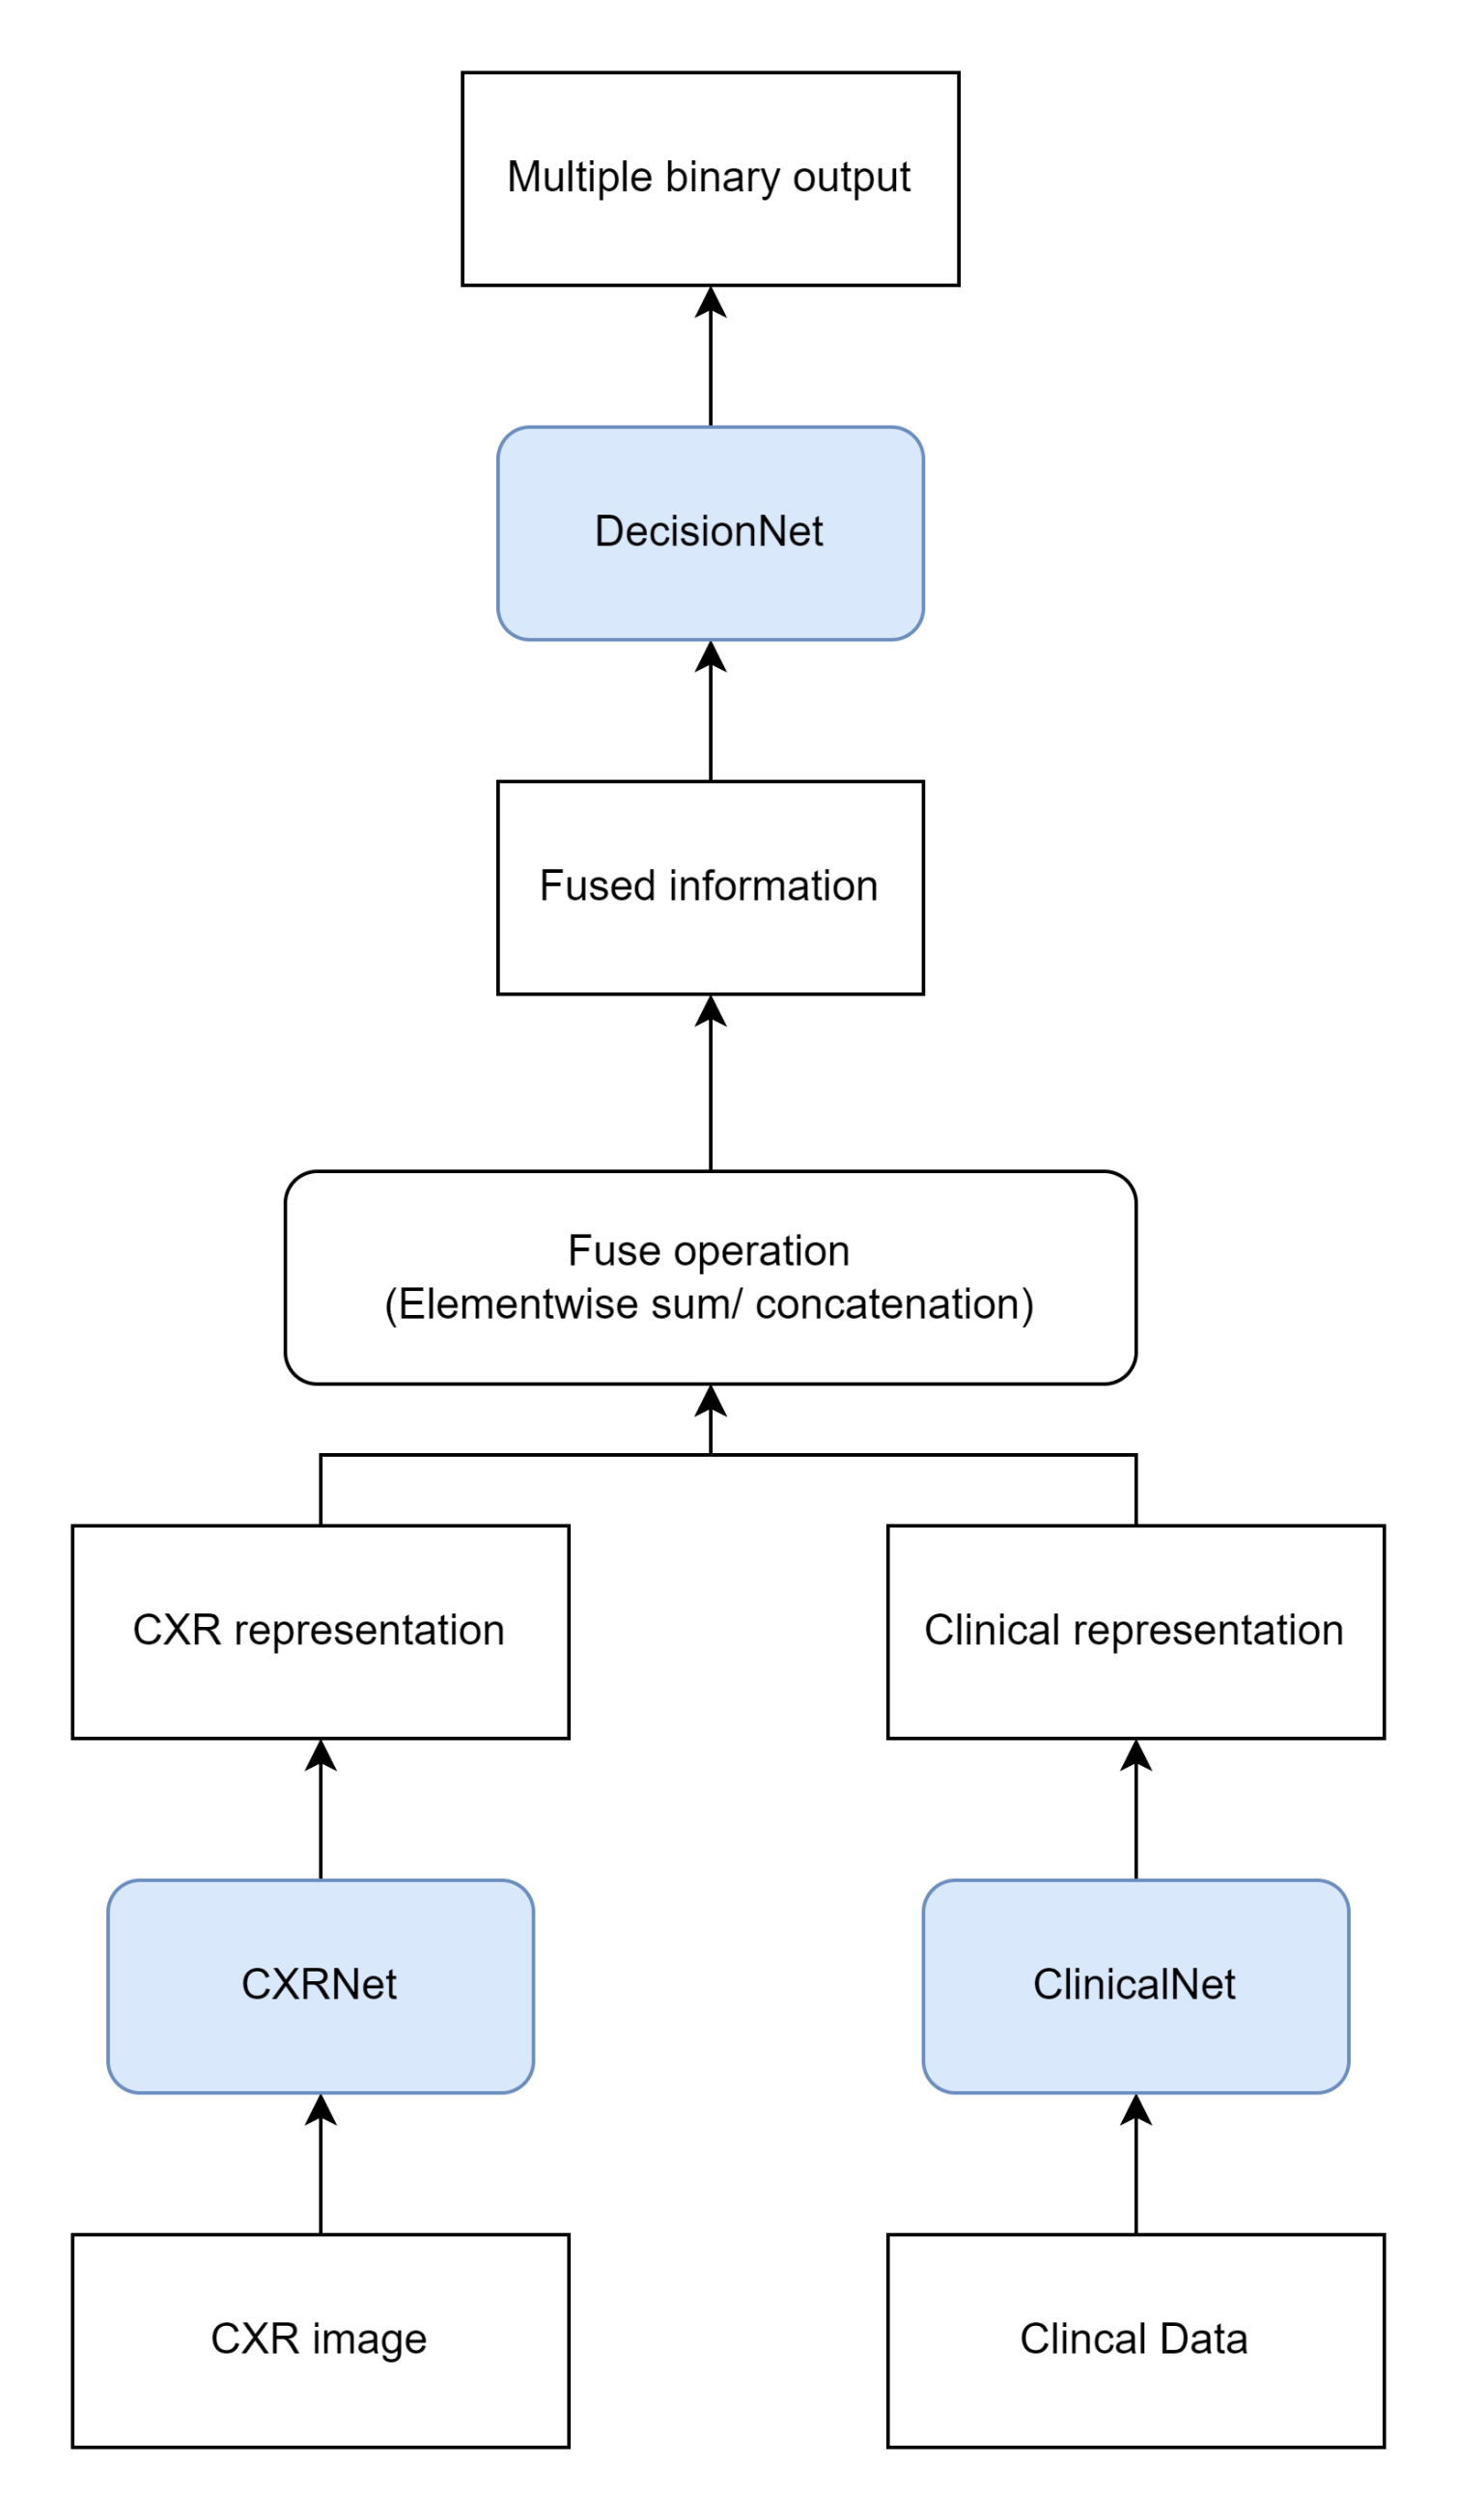 Multiple binary output
DecisionNet
Fused information
Fuse operation
(Elementwise sum/ concatenation)
CXR representation
Clinical representation
CXRNet
ClinicalNet
CXR image
Clincal Data